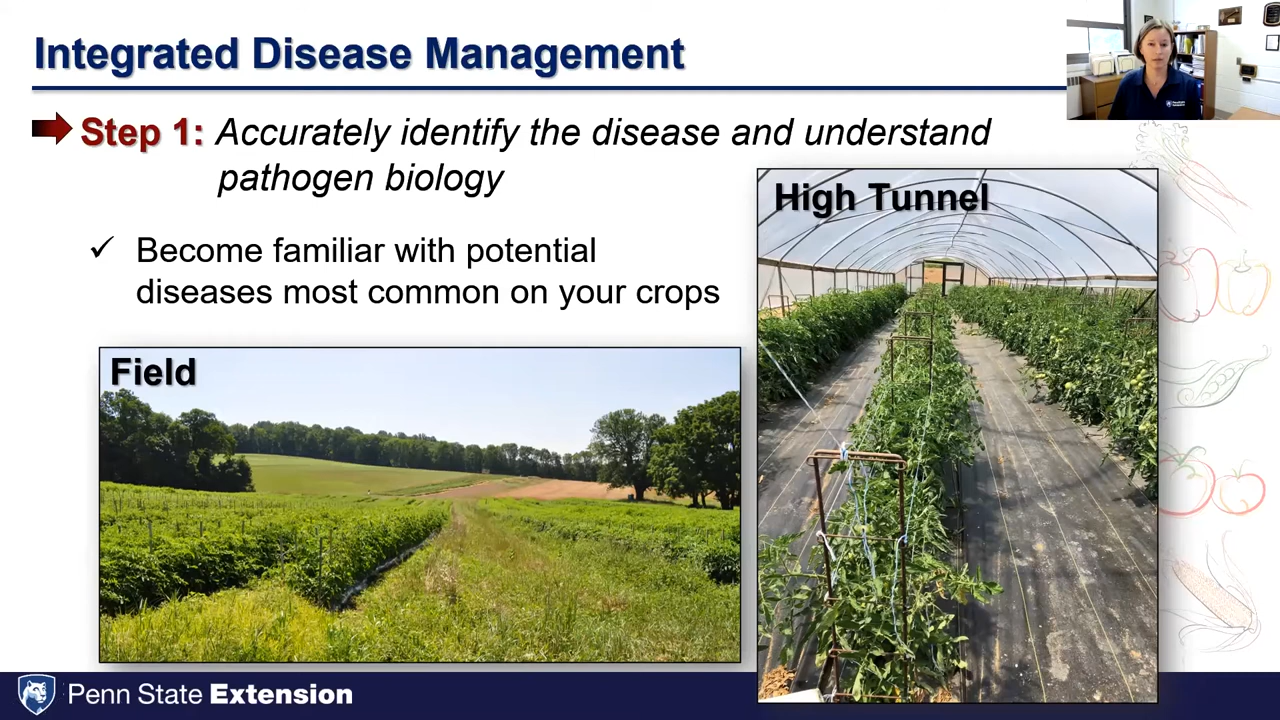 Integrated Disease Management
Step 1: Accurately identify the disease and understand
pathogen biology
✓ Become familiar with potential
diseases most common on your crops
Field
High Tunnel
Penn State Extension